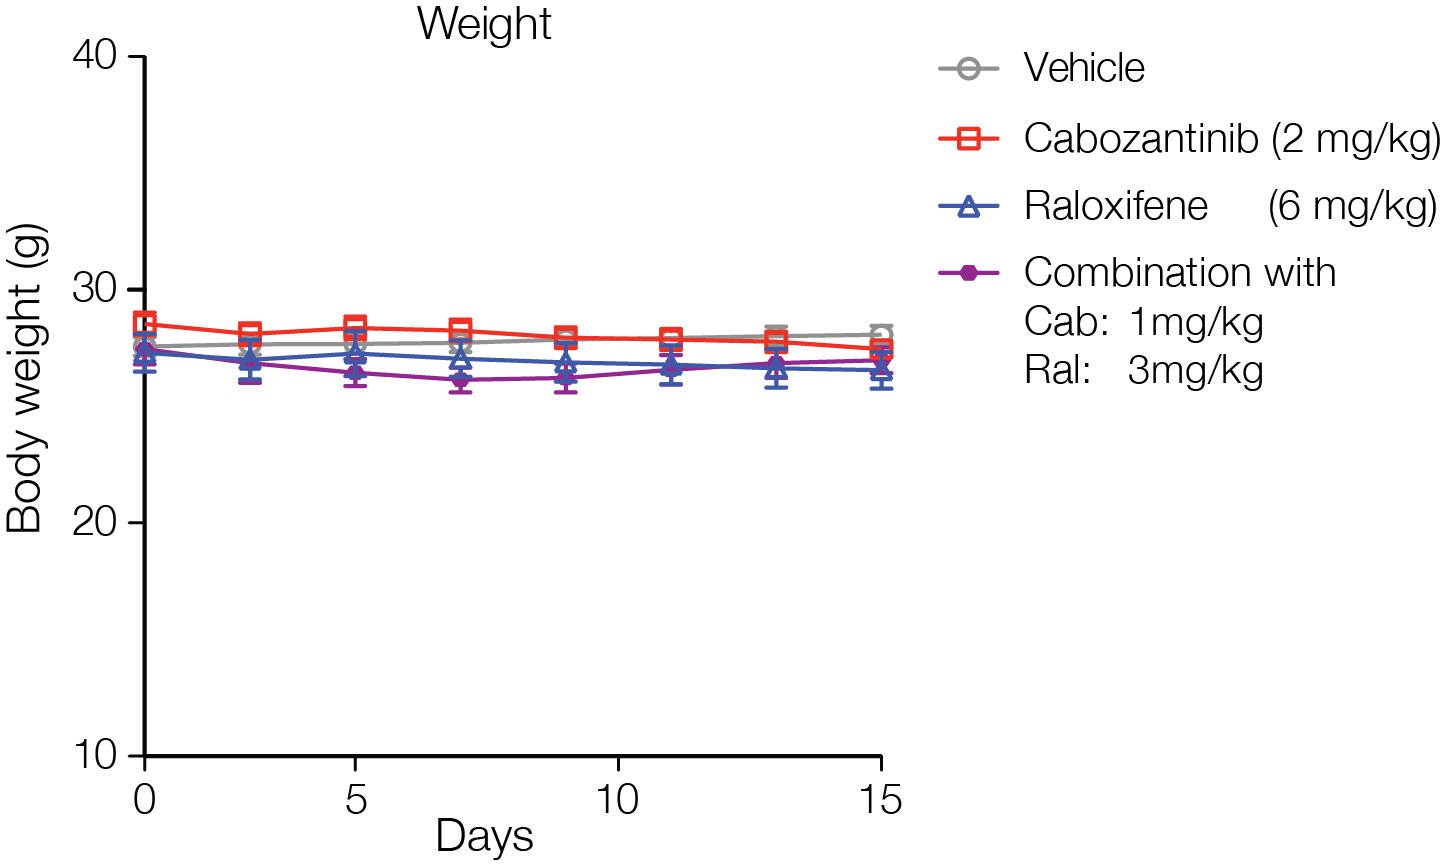 Weight
40
30
20
10
Body weight (g)
0 5 10 15
Days
Vehicle
Cabozantinib (2 mg/kg)
Raloxifene (6 mg/kg)
Combination with
Cab: 1mg/kg
Ral: 3mg/kg